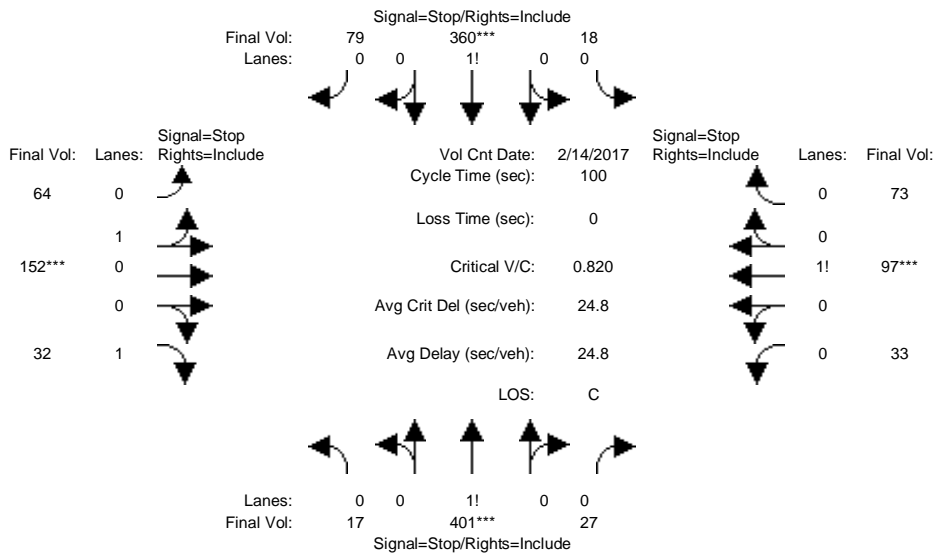 Signal=Stop/Rights=Include
Final Vol: 79 360*** 18
Lanes: 0 0 1! 0 0
Signal=Stop Signal=Stop
Final Vol: Lanes: Rights=Include Vol Cnt Date: 2/14/2017 Rights=Include Lanes: Final Vol:
Cycle Time (sec): 100
64 0 0 73
Loss Time (sec): 0
1 0
152*** 0 Critical V/C: 0.820 1! 97***
0 Avg Crit Del (sec/veh): 24.8 0
32 1 Avg Delay (sec/veh): 24.8 0 33
LOS: C
Lanes: 0 0 1! 0 0
Final Vol: 17 401*** 27
Signal=Stop/Rights=Include